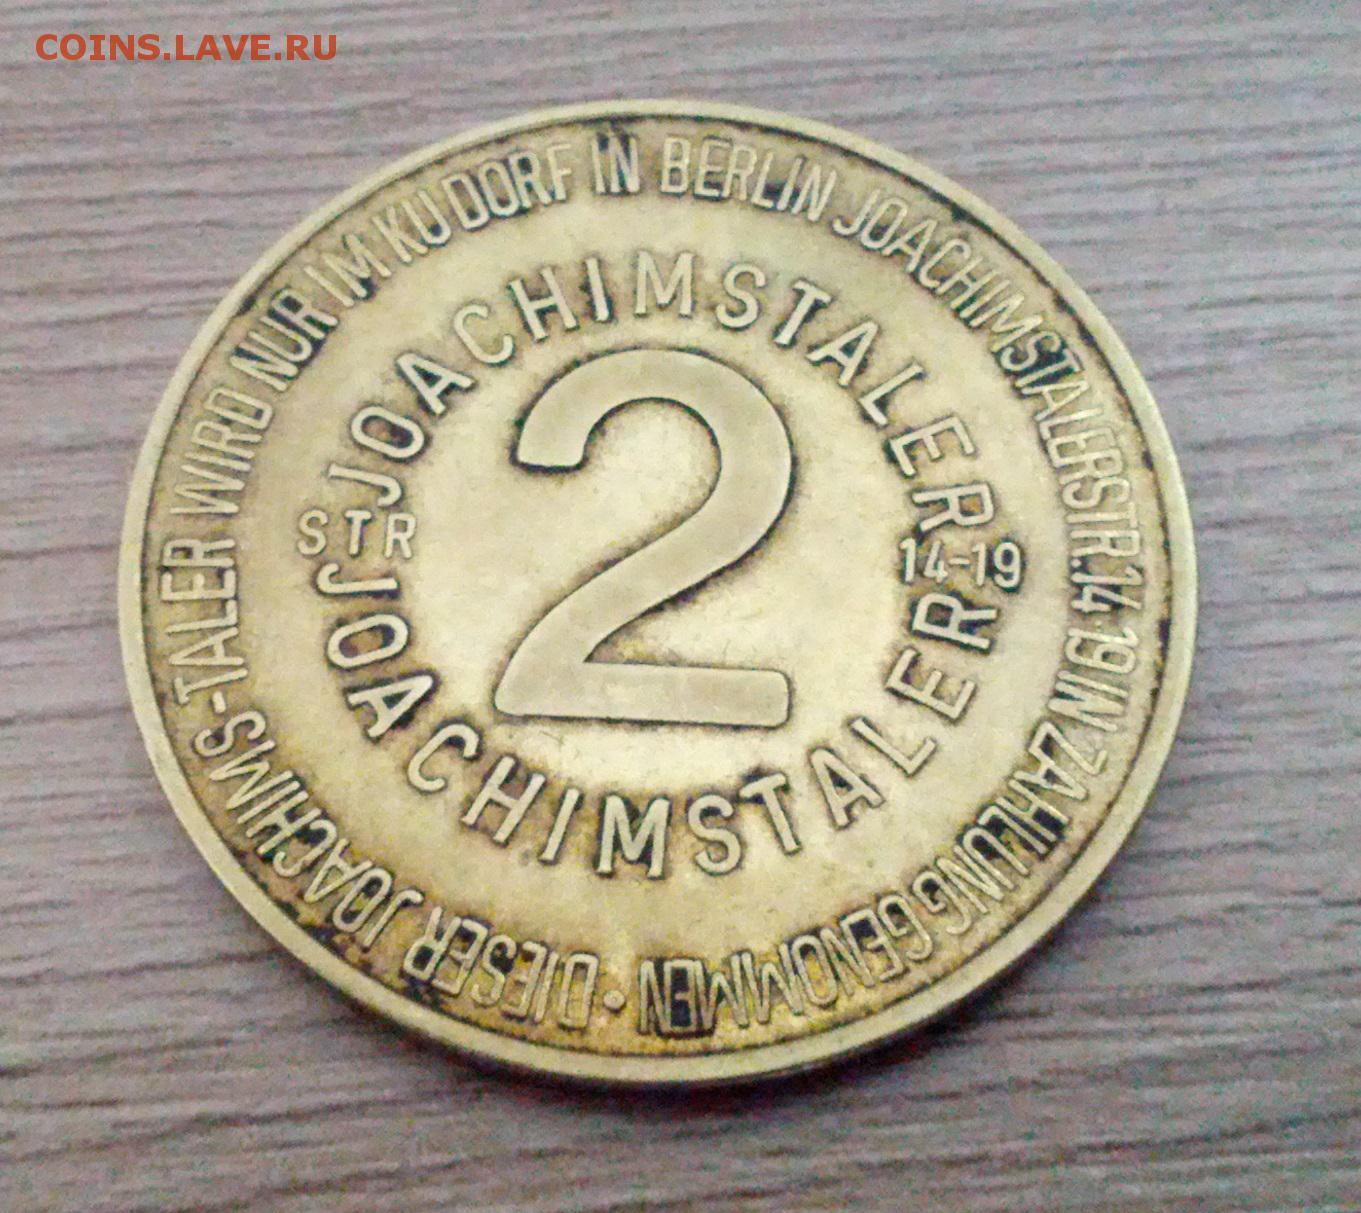 COINS.LAVE.RU
DIESER JOACHIMS-TALER WIRD NUR IM KU DORF IN BERLIN JOACHIMSTALERSTR.14-19 IN ZAHLUNG GENOMMEN •
JOACHIMSTALER
STR 2 14-19
JOACHIMSTALER